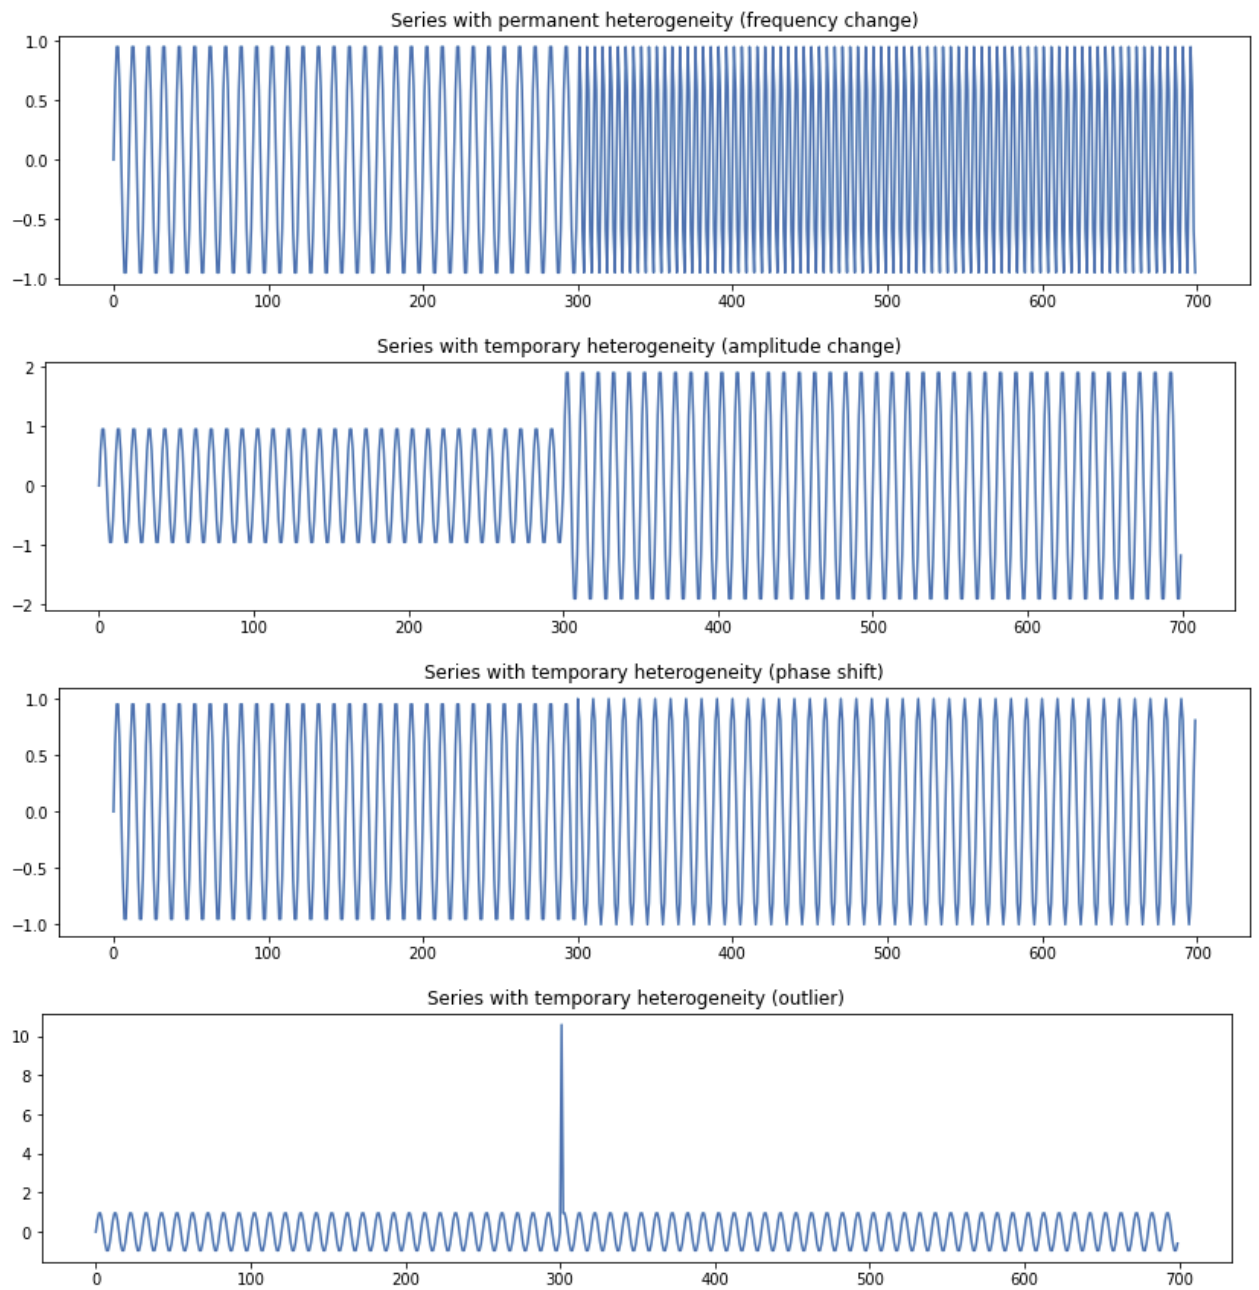 Series with permanent heterogeneity (frequency change)
1.0
0.5
0.0
−0.5
−1.0
0 100 200 300 400 500 600 700
Series with temporary heterogeneity (amplitude change)
2
1
0
−1
−2
0 100 200 300 400 500 600 700
Series with temporary heterogeneity (phase shift)
1.0
0.5
0.0
−0.5
−1.0
0 100 200 300 400 500 600 700
Series with temporary heterogeneity (outlier)
10
8
6
4
2
0
0 100 200 300 400 500 600 700